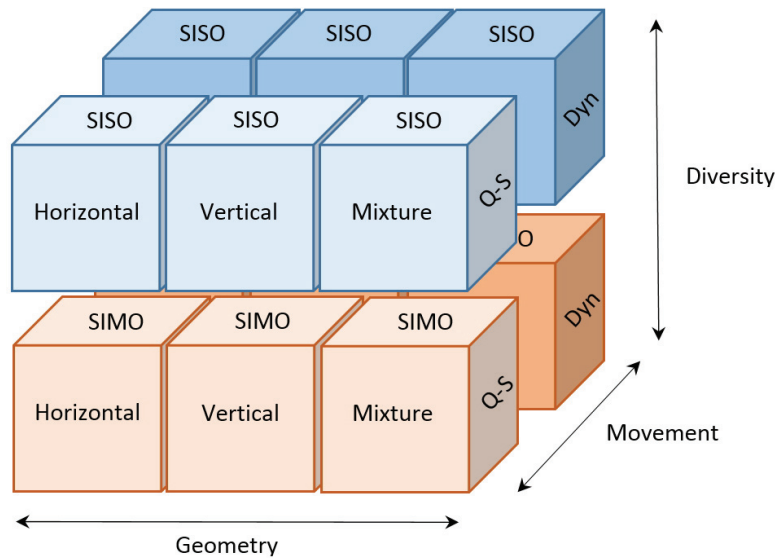 SISO SISO SISO
SISO SISO SISO
Dyn
Horizontal Vertical Mixture
Q-S
Diversity
O
SIMO SIMO SIMO
Dyn
Horizontal Vertical Mixture
Q-S
Movement
Geometry